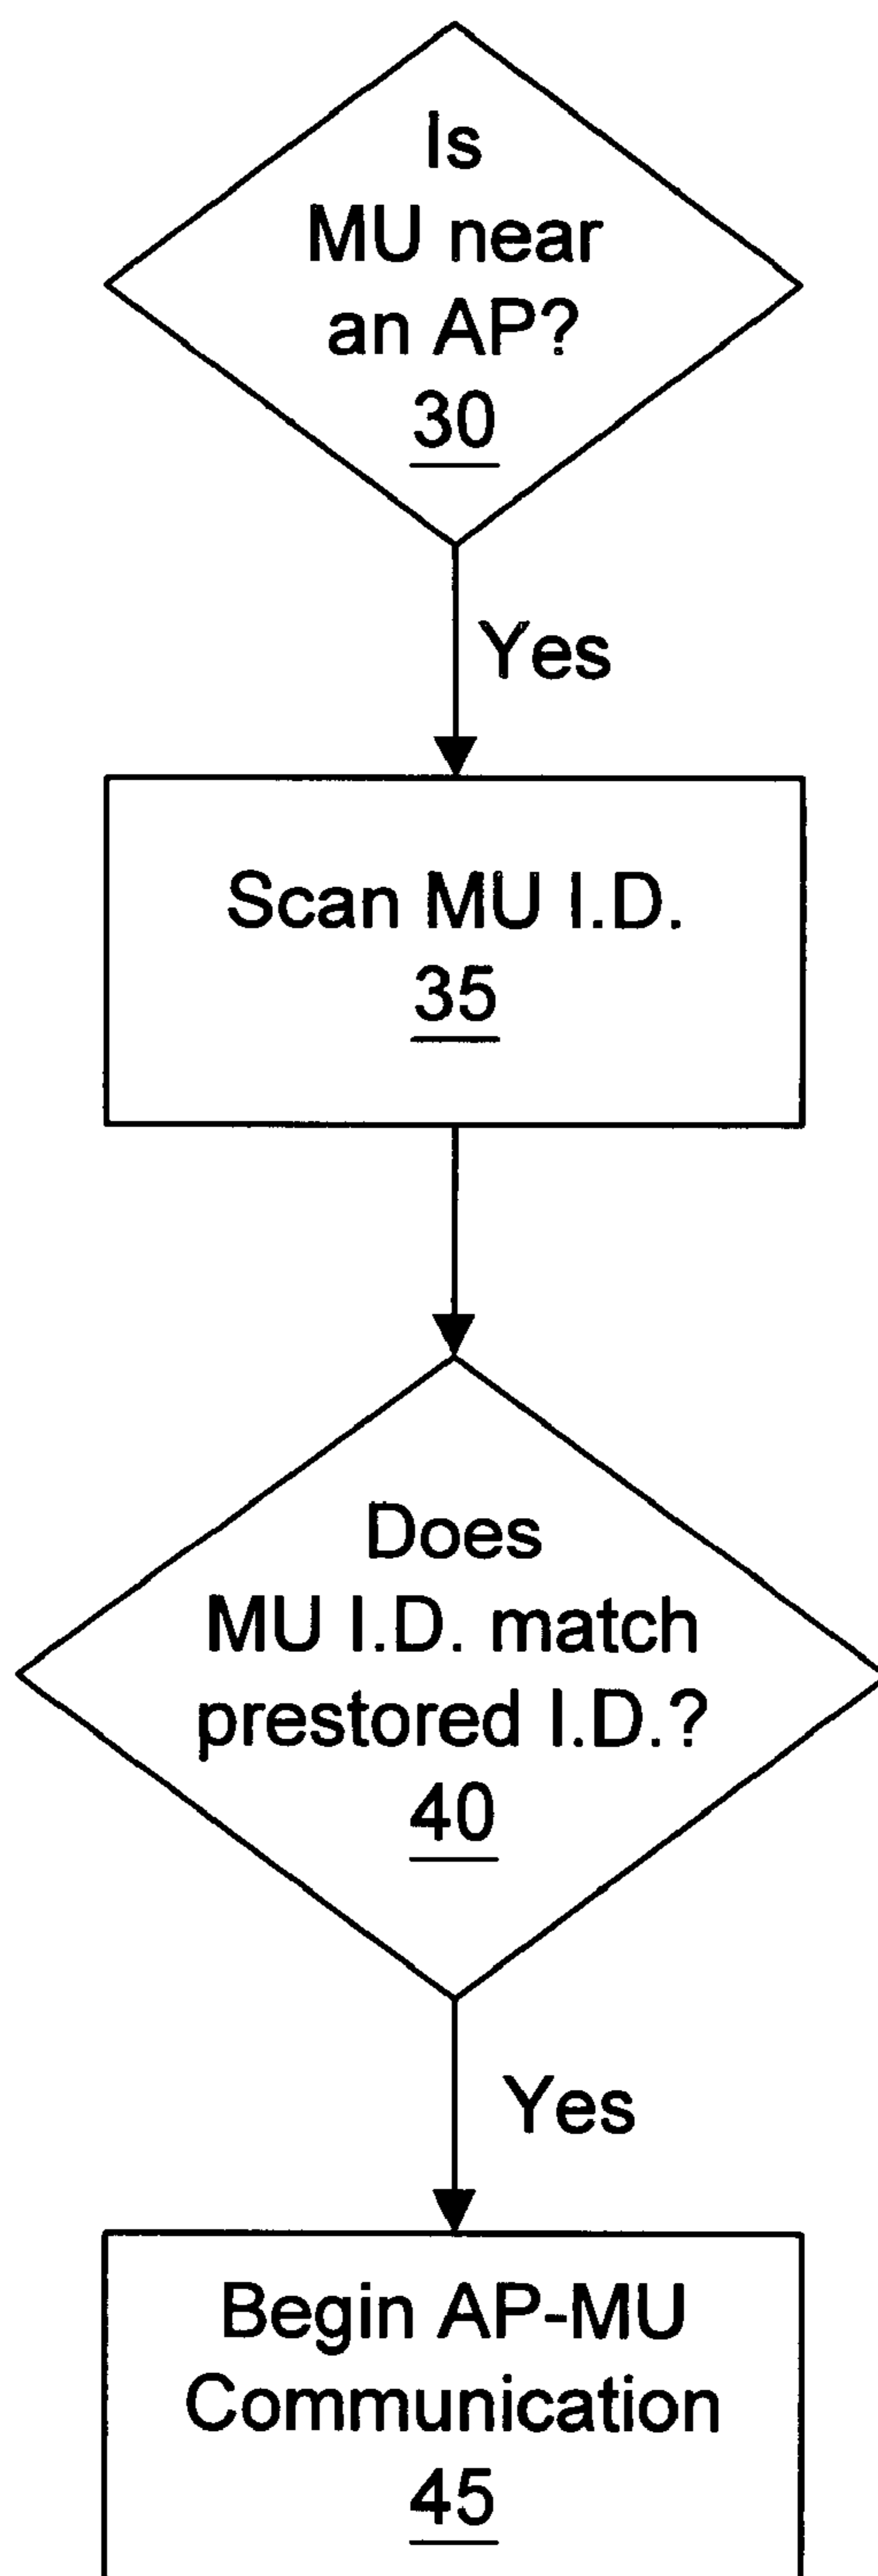 Is
MU near
an AP?
30
Yes
Scan MU I.D.
35
Does
MU I.D. match
prestored I.D.?
40
Yes
Begin AP-MU
Communication
45